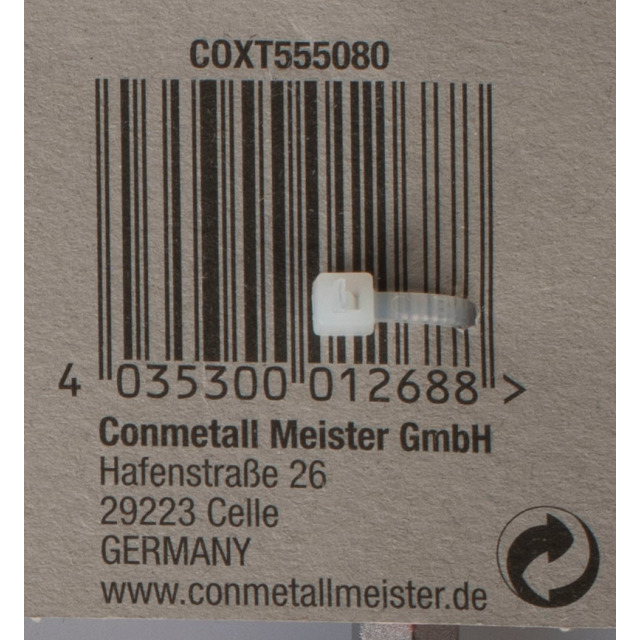 COXT555080
4 035300 012688 >
Conmetall Meister GmbH
Hafenstraße 26
29223 Celle
GERMANY
www.conmetallmeister.de